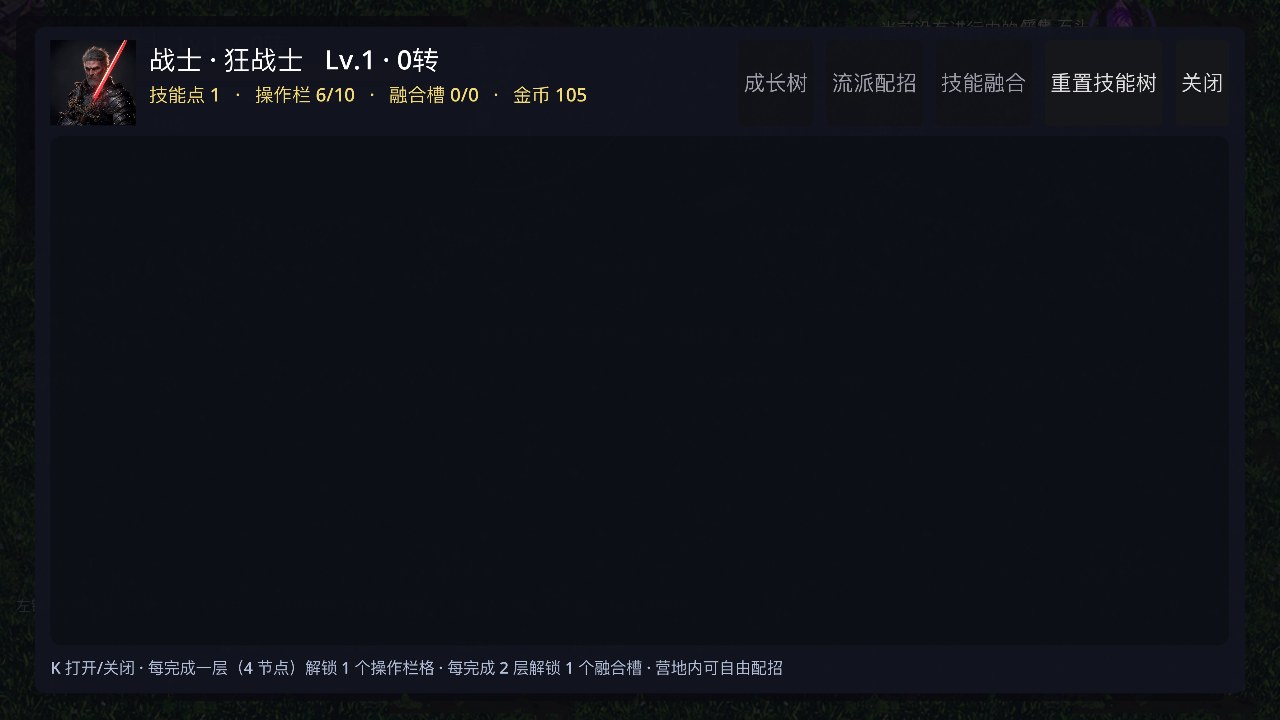 战士 · 狂战士 Lv.1 · 0转
技能点 1 · 操作栏 6/10 · 融合槽 0/0 · 金币 105
成长树 流派配招 技能融合 重置技能树 关闭
K 打开/关闭 · 每完成一层（4 节点）解锁 1 个操作栏格 · 每完成 2 层解锁 1 个融合槽 · 营地内可自由配招